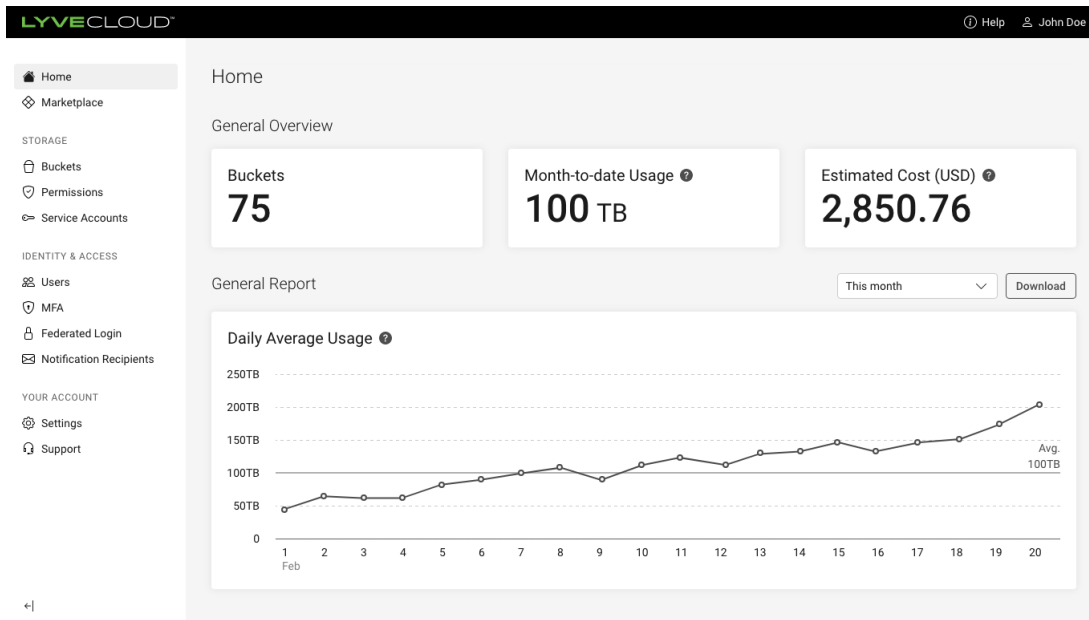 LYVECLOUD™
Help
John Doe
Home
Marketplace
STORAGE
Buckets
Permissions
Service Accounts
IDENTITY & ACCESS
Users
MFA
Federated Login
Notification Recipients
YOUR ACCOUNT
Settings
Support
Home
General Overview
Buckets
75
Month-to-date Usage ?
100 TB
Estimated Cost (USD) ?
2,850.76
General Report
This month
Download
Daily Average Usage ?
250TB
200TB
150TB
100TB
50TB
0
Avg.
100TB
1 2 3 4 5 6 7 8 9 10 11 12 13 14 15 16 17 18 19 20
Feb